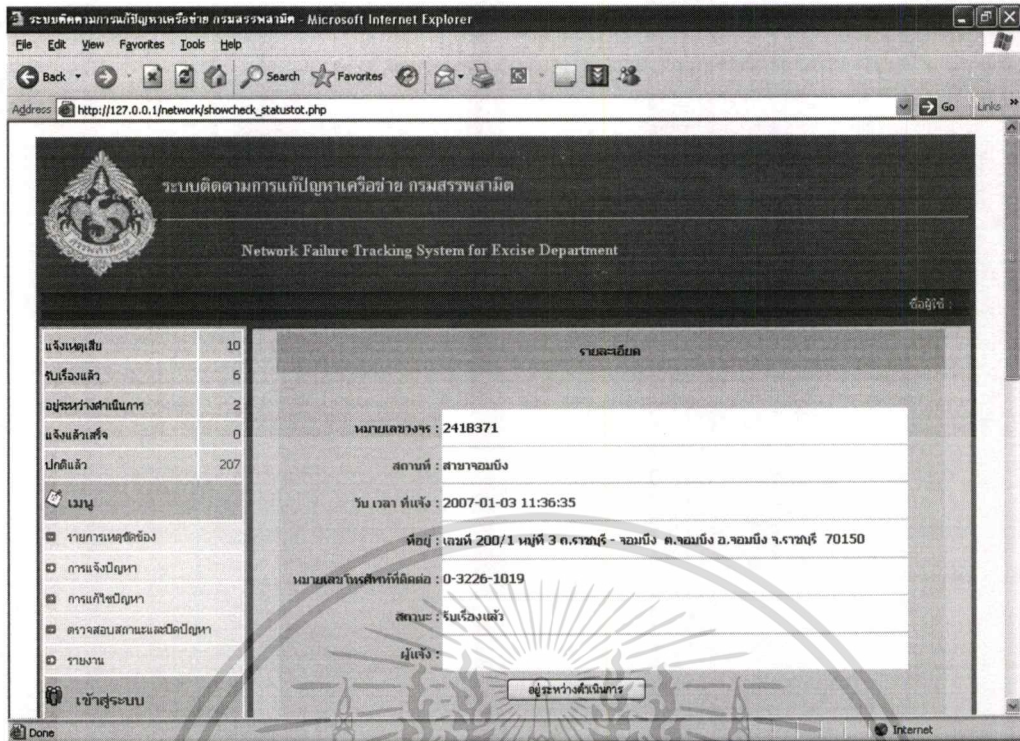 ระบบติดตามการแก้ปัญหาเครือข่าย กรมสรรพสามิต - Microsoft Internet Explorer
File Edit View Favorites Tools Help
Back Search Favorites
Address http://127.0.0.1/network/showcheck_statustot.php Go Links
ระบบติดตามการแก้ปัญหาเครือข่าย กรมสรรพสามิต
Network Failure Tracking System for Excise Department
ชื่อผู้ใช้ :
แจ้งเหตุเสีย 10
รับเรื่องแล้ว 6
อยู่ระหว่างดำเนินการ 2
แจ้งแล้วเสร็จ 0
ปกติแล้ว 207
เมนู
รายการเหตุขัดข้อง
การแจ้งปัญหา
การแก้ไขปัญหา
ตรวจสอบสถานะและปิดปัญหา
รายงาน
เข้าสู่ระบบ
รายละเอียด
หมายเลขวงจร : 2418371
สถานที่ : สาขาจอมบึง
วัน เวลา ที่แจ้ง : 2007-01-03 11:36:35
ที่อยู่ : เลขที่ 200/1 หมู่ที่ 3 ถ.ราชบุรี - จอมบึง ต.จอมบึง อ.จอมบึง จ.ราชบุรี 70150
หมายเลขโทรศัพท์ที่ติดต่อ : 0-3226-1019
สถานะ : รับเรื่องแล้ว
ผู้แจ้ง :
อยู่ระหว่างดำเนินการ
Done Internet